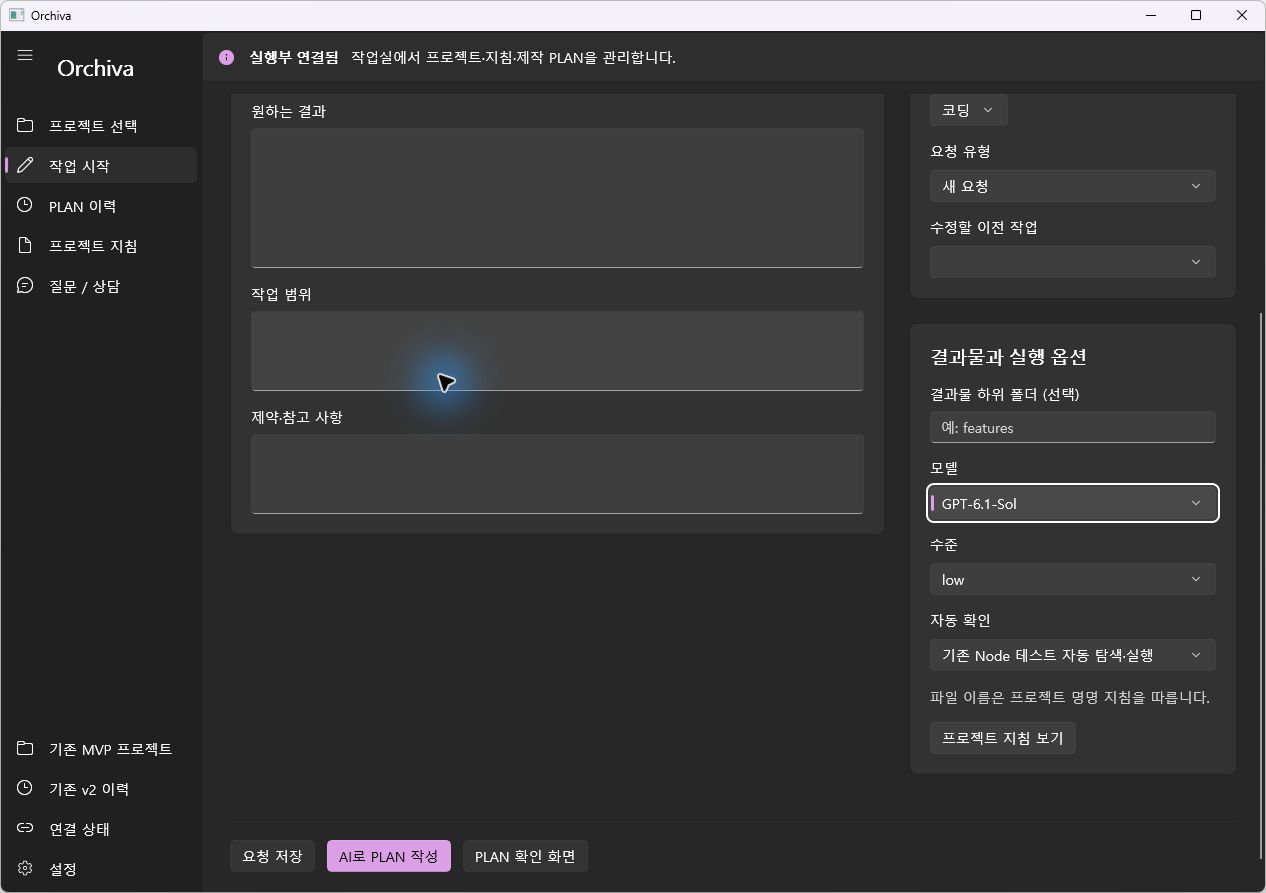 Orchiva
Orchiva
실행부 연결됨 작업실에서 프로젝트·지침·제작 PLAN을 관리합니다.
프로젝트 선택
작업 시작
PLAN 이력
프로젝트 지침
질문 / 상담
기존 MVP 프로젝트
기존 v2 이력
연결 상태
설정
원하는 결과
작업 범위
제약·참고 사항
코딩
요청 유형
새 요청
수정할 이전 작업
결과물과 실행 옵션
결과물 하위 폴더 (선택)
예: features
모델
GPT-6.1-Sol
수준
low
자동 확인
기존 Node 테스트 자동 탐색·실행
파일 이름은 프로젝트 명명 지침을 따릅니다.
프로젝트 지침 보기
요청 저장
AI로 PLAN 작성
PLAN 확인 화면